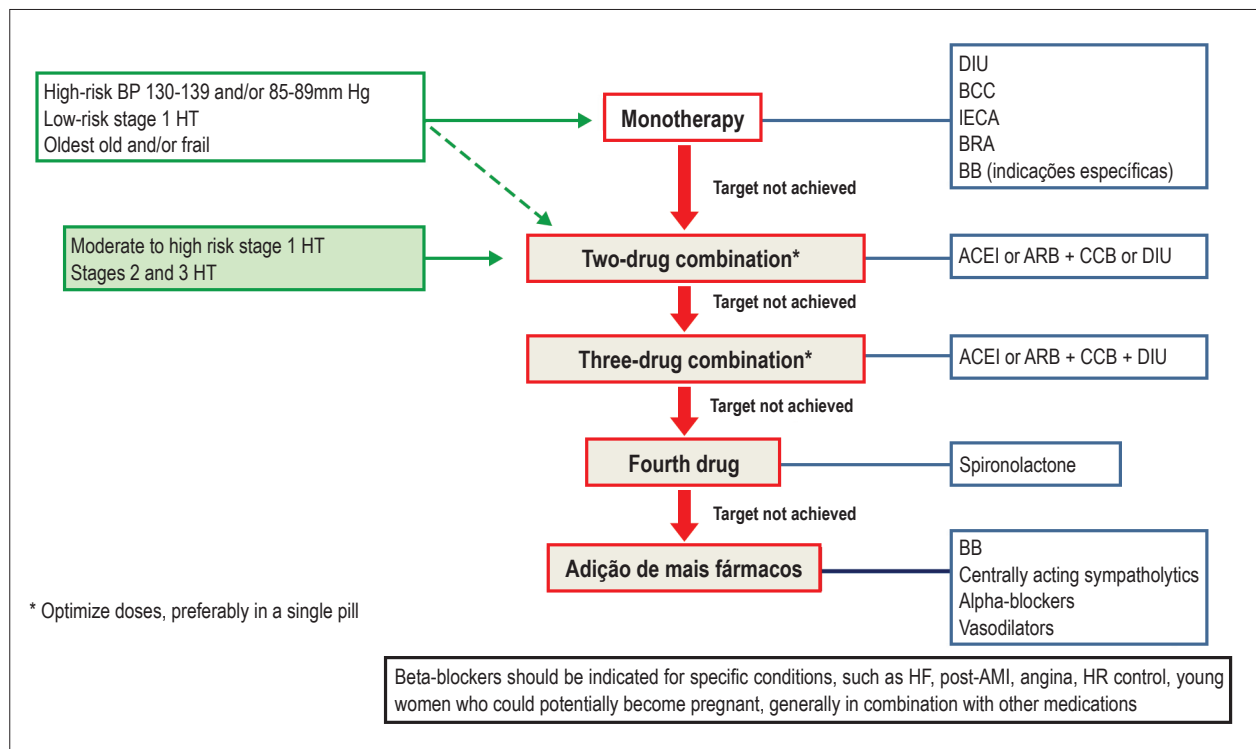 High-risk BP 130-139 and/or 85-89mm Hg
Low-risk stage 1 HT
Oldest old and/or frail
Monotherapy
DIU
BCC
IECA
BRA
BB (indicações específicas)
Target not achieved
Moderate to high risk stage 1 HT
Stages 2 and 3 HT
Two-drug combination*
ACEI or ARB + CCB or DIU
Target not achieved
Three-drug combination*
ACEI or ARB + CCB + DIU
Target not achieved
Fourth drug
Spironolactone
Target not achieved
Adição de mais fármacos
BB
Centrally acting sympatholytics
Alpha-blockers
Vasodilators
* Optimize doses, preferably in a single pill
Beta-blockers should be indicated for specific conditions, such as HF, post-AMI, angina, HR control, young
women who could potentially become pregnant, generally in combination with other medications